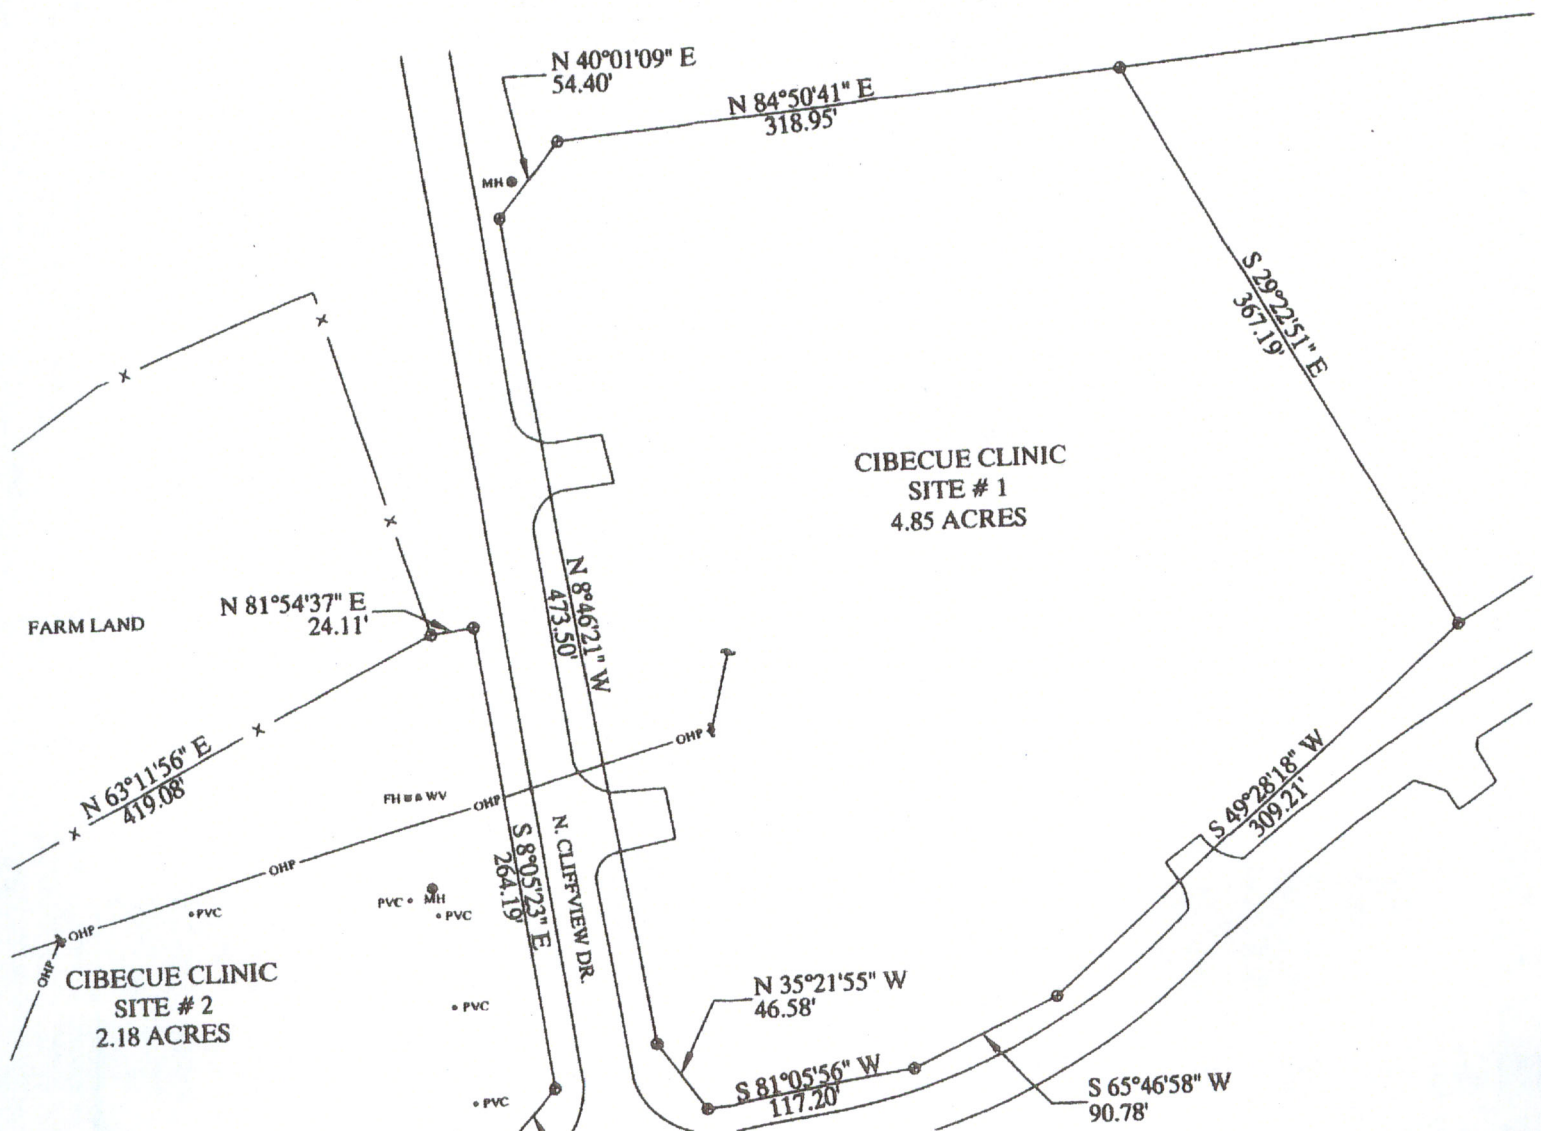 N 40°01'09" E
54.40'
N 84°50'41" E
318.95'
MH
S 29°22'51" E
367.19'
CIBECUE CLINIC
SITE # 1
4.85 ACRES
N 8°46'21" W
473.50'
N 81°54'37" E
24.11'
FARM LAND
N 63°11'56" E
419.08'
OHP
FH
WV
OHP
OHP
OHP
OHP
S 8°05'23" E
264.19'
N. CLIFFVIEW DR.
PVC
MH
PVC
PVC
S 49°28'18" W
309.21'
CIBECUE CLINIC
SITE # 2
2.18 ACRES
PVC
PVC
N 35°21'55" W
46.58'
S 81°05'56" W
117.20'
S 65°46'58" W
90.78'